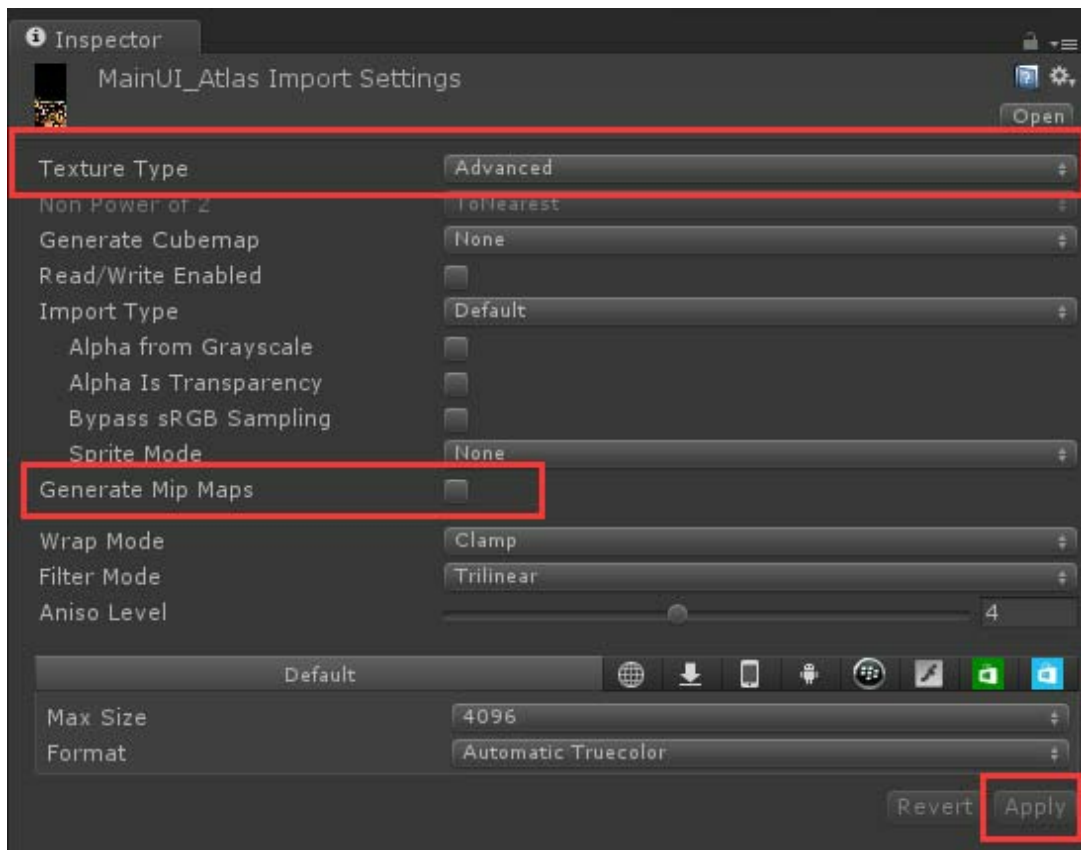 Inspector
MainUI_Atlas Import Settings
Open
Texture Type Advanced
Non Power of 2 ToNearest
Generate Cubemap None
Read/Write Enabled
Import Type Default
Alpha from Grayscale
Alpha Is Transparency
Bypass sRGB Sampling
Sprite Mode None
Generate Mip Maps
Wrap Mode Clamp
Filter Mode Trilinear
Aniso Level 4
Default
Max Size 4096
Format Automatic Truecolor
Revert Apply